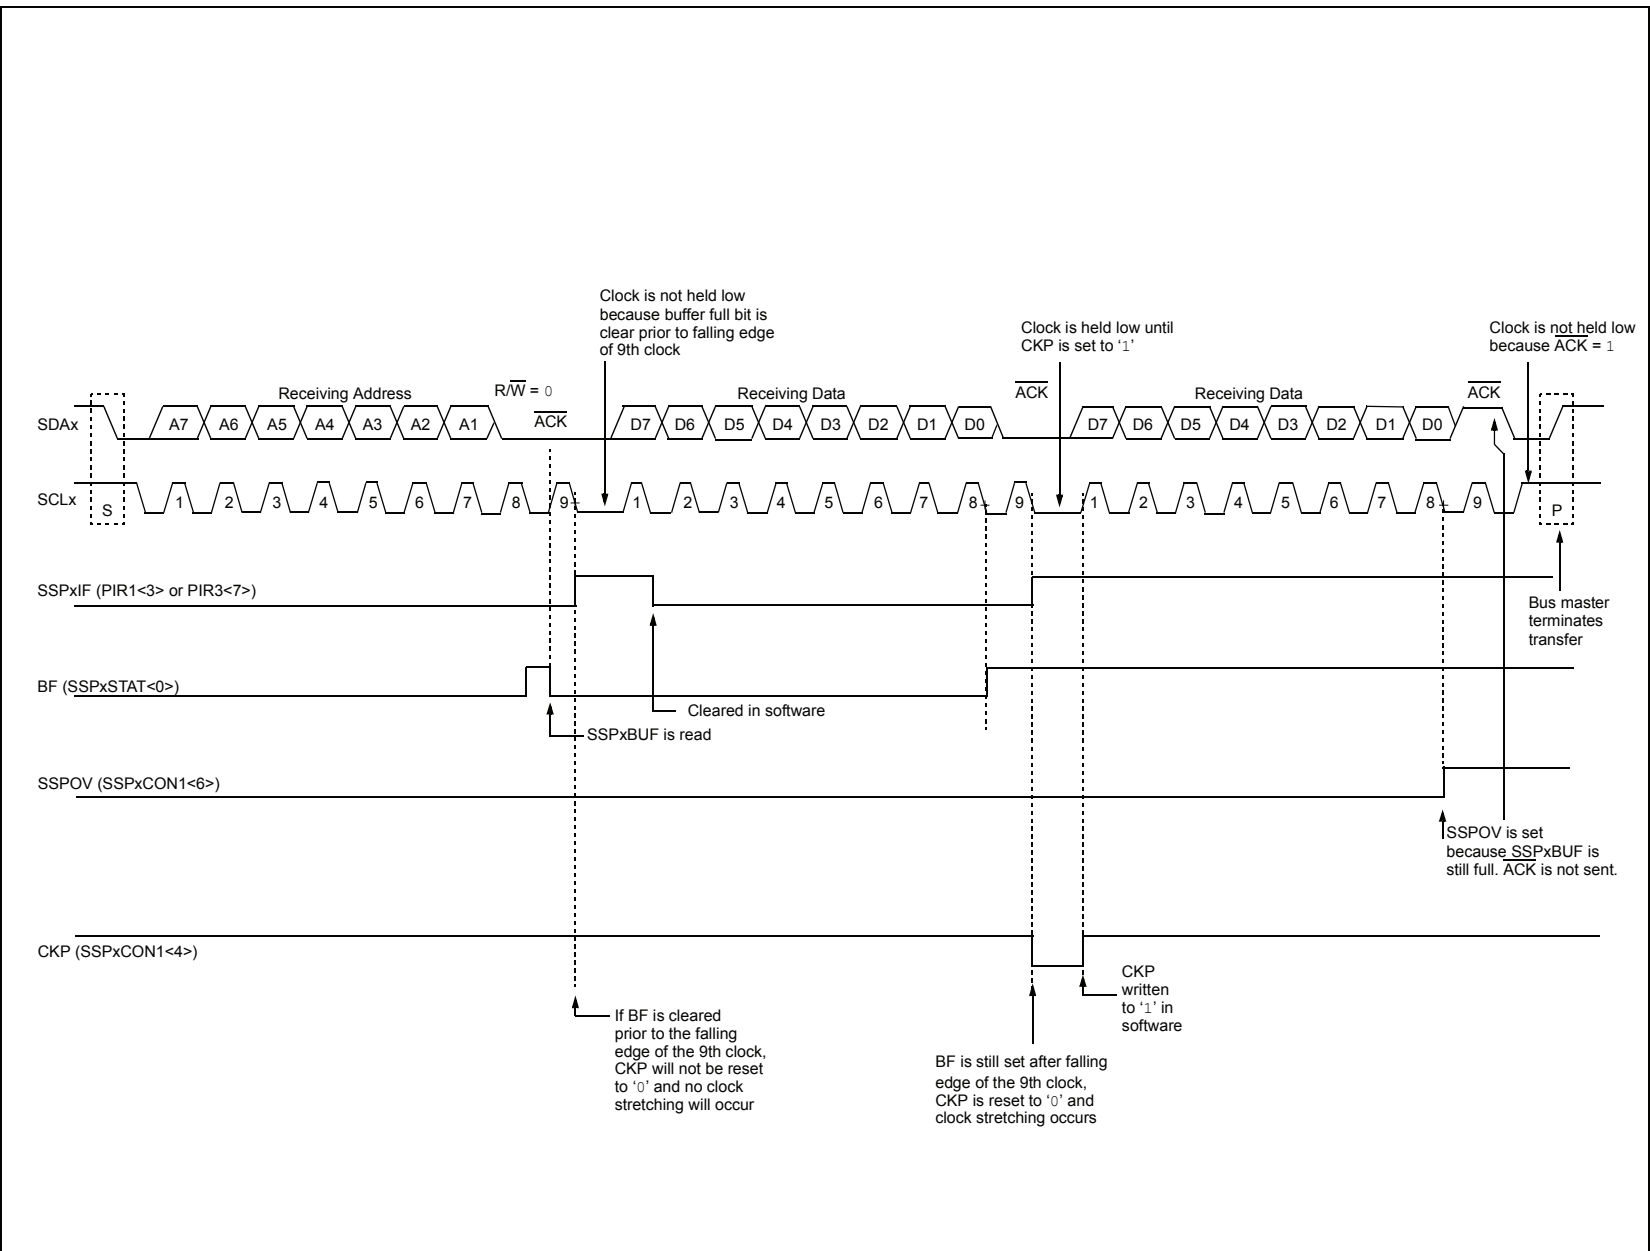 Clock is not held low
because buffer full bit is
clear prior to falling edge
of 9th clock
Clock is held low until
CKP is set to ‘1’
Clock is not held low
because ACK = 1
Receiving Address
R/W = 0
ACK
Receiving Data
ACK
Receiving Data
ACK
SDAx
A7 A6 A5 A4 A3 A2 A1
D7 D6 D5 D4 D3 D2 D1 D0
D7 D6 D5 D4 D3 D2 D1 D0
SCLx
S
1 2 3 4 5 6 7 8 9
1 2 3 4 5 6 7 8 9
1 2 3 4 5 6 7 8 9
P
SSPxIF (PIR1<3> or PIR3<7>)
Bus master
terminates
transfer
BF (SSPxSTAT<0>)
Cleared in software
SSPxBUF is read
SSPOV (SSPxCON1<6>)
SSPOV is set
because SSPxBUF is
still full. ACK is not sent.
CKP (SSPxCON1<4>)
CKP
written
to ‘1’ in
software
If BF is cleared
prior to the falling
edge of the 9th clock,
CKP will not be reset
to ‘0’ and no clock
stretching will occur
BF is still set after falling
edge of the 9th clock,
CKP is reset to ‘0’ and
clock stretching occurs